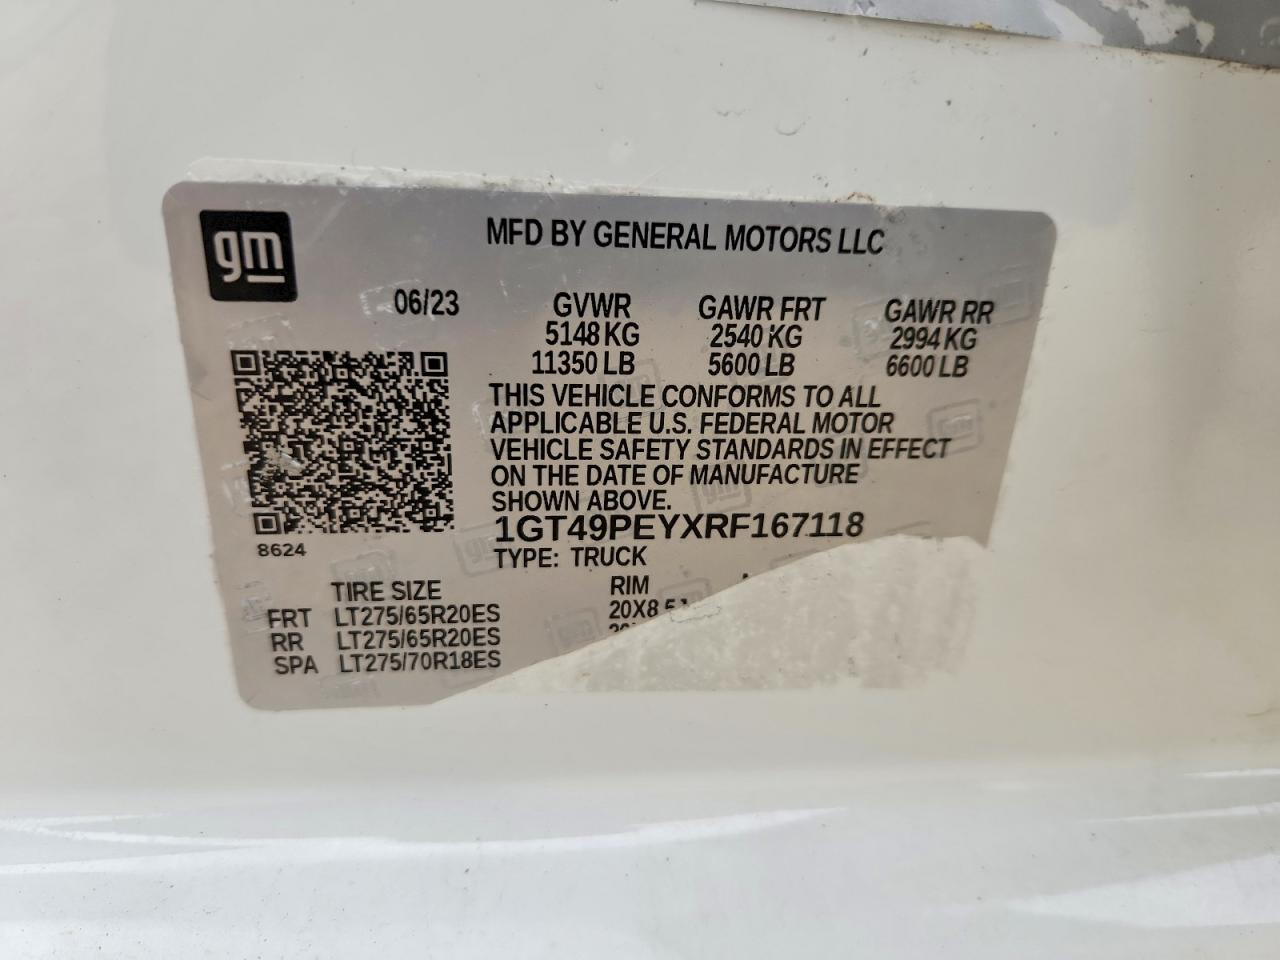 gm
MFD BY GENERAL MOTORS LLC
06/23 GVWR GAWR FRT GAWR RR
5148 KG 2540 KG 2994 KG
11350 LB 5600 LB 6600 LB
THIS VEHICLE CONFORMS TO ALL
APPLICABLE U.S. FEDERAL MOTOR
VEHICLE SAFETY STANDARDS IN EFFECT
ON THE DATE OF MANUFACTURE
SHOWN ABOVE.
1GT49PEYXRF167118
8624
TYPE: TRUCK
TIRE SIZE RIM
FRT LT275/65R20ES 20X8.5J
RR LT275/65R20ES
SPA LT275/70R18ES